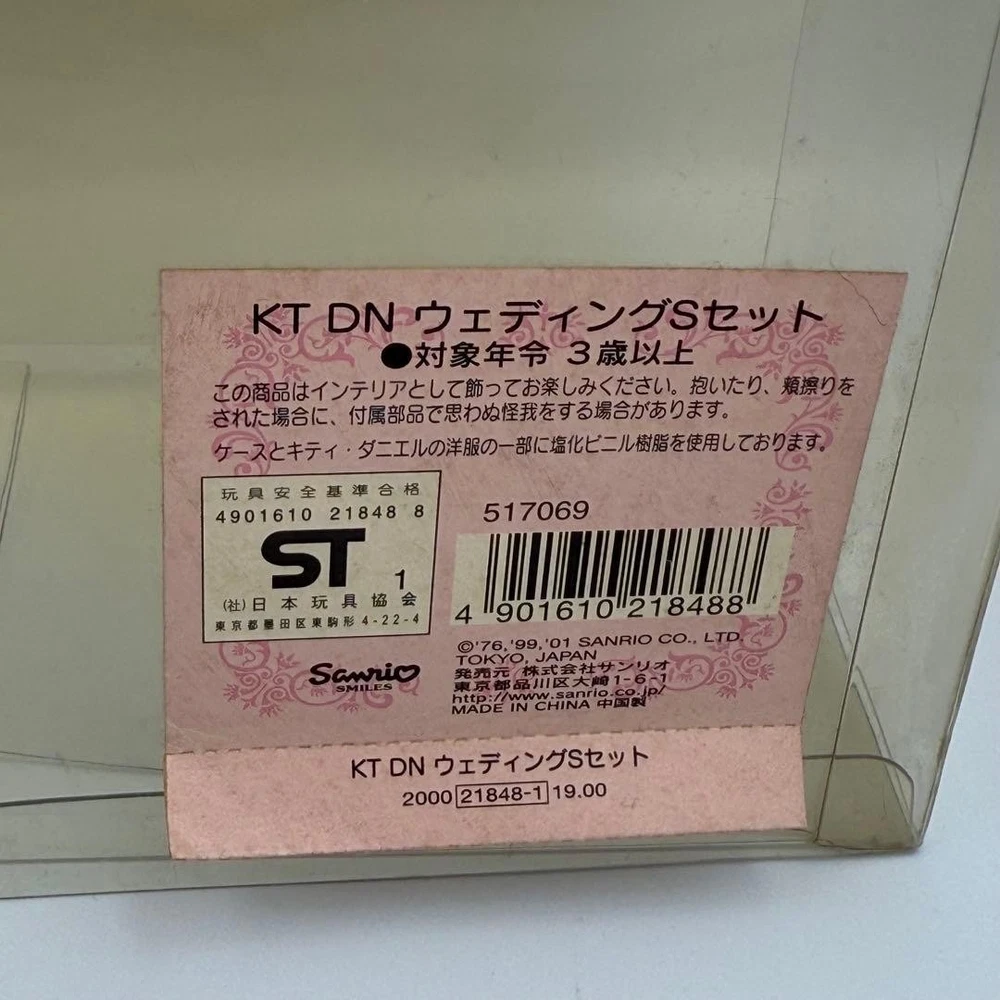 KT DN ウェディングSセット
●対象年令 3歳以上
この商品はインテリアとして飾ってお楽しみください。抱いたり、頬擦りを
された場合に、付属部品で思わぬ怪我をする場合があります。
ケースとキティ・ダニエルの洋服の一部に塩化ビニル樹脂を使用しております。
玩具安全基準合格
4901610 21848 8
ST 1
(社)日本玩具協会
東京都墨田区東駒形 4-22-4
517069
4 901610 218488
©'76,'99,'01 SANRIO CO., LTD.
TOKYO, JAPAN
発売元 株式会社サンリオ
東京都品川区大崎1-6-1
http://www.sanrio.co.jp/
MADE IN CHINA 中国製
Sanrio
SMILES
KT DN ウェディングSセット
2000 21848-1 19.00